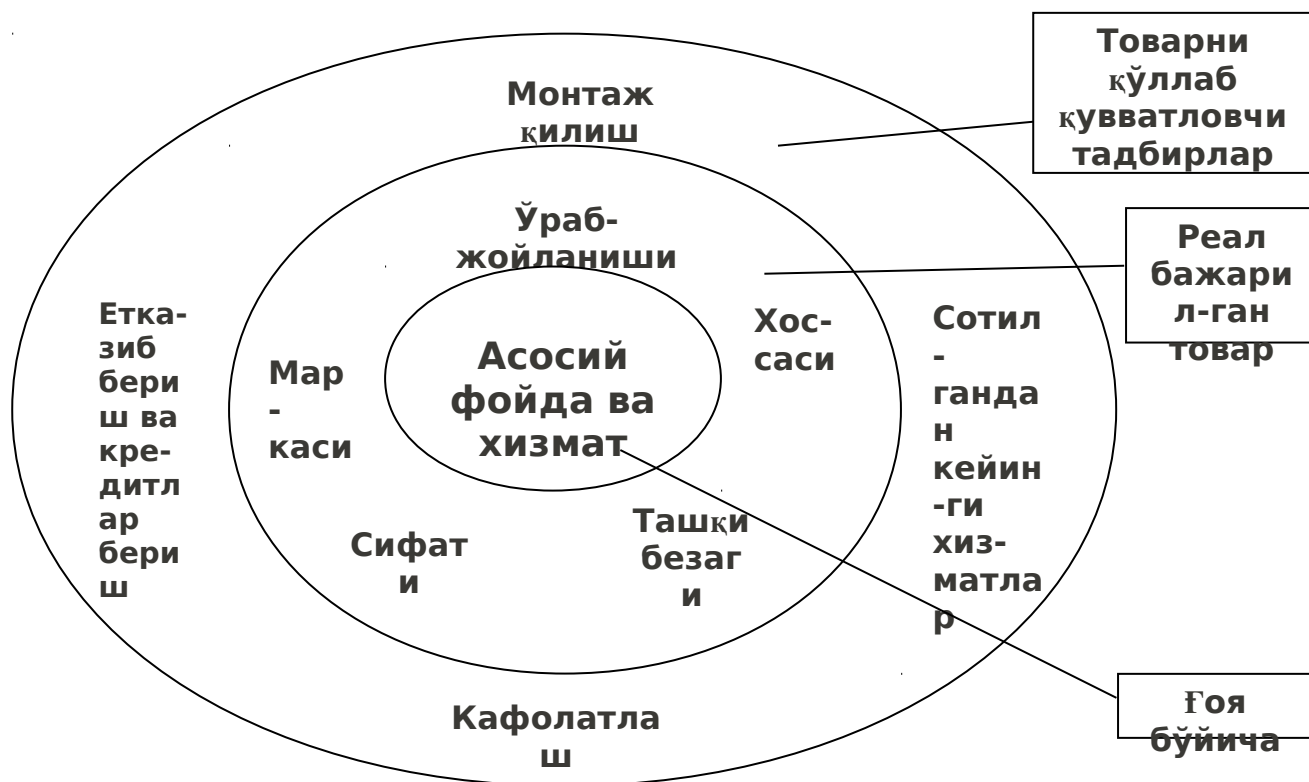 Товарни
қўллаб
қувватловчи
тадбирлар
Монтаж
қилиш
Ўраб-
жойланиши
Реал
бажари
л-ган
товар
Етка-
зиб
бери
ш ва
кре-
дитл
ар
бери
ш
Мар
-
каси
Асосий
фойда ва
хизмат
Хос-
саси
Сотил
-
ганда
н
кейин
-ги
хиз-
матла
р
Сифат
и
Ташқи
безаг
и
Кафолатла
ш
Ғоя
бўйича